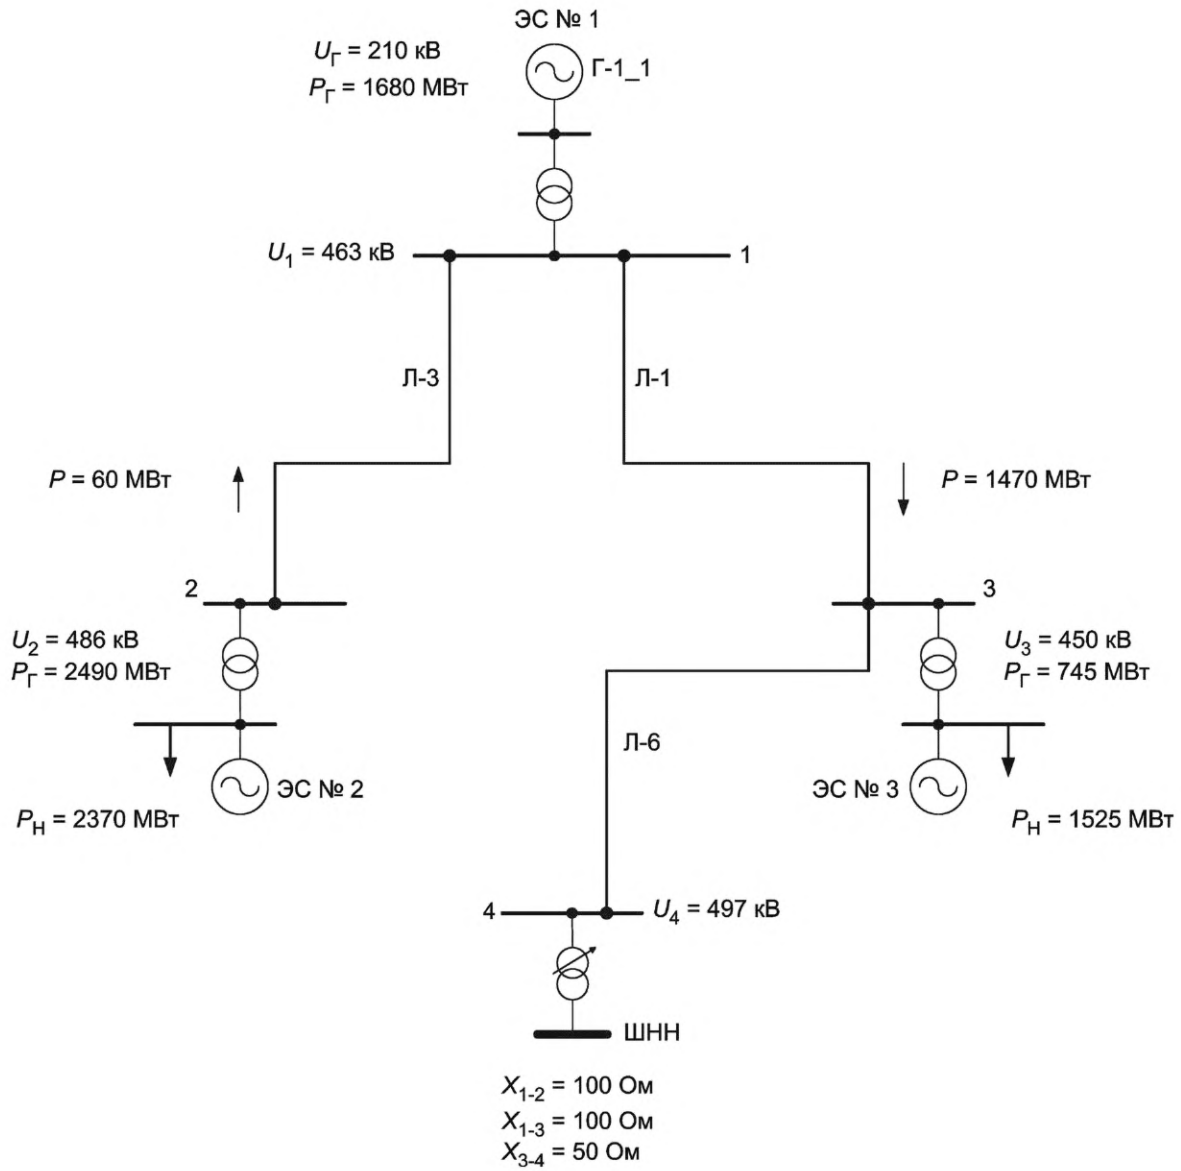 ЭС № 1
U_Г = 210 кВ
Г-1_1
P_Г = 1680 МВт
U_1 = 463 кВ
1
Л-3
Л-1
P = 60 МВт
P = 1470 МВт
2
3
U_2 = 486 кВ
P_Г = 2490 МВт
U_3 = 450 кВ
P_Г = 745 МВт
Л-6
ЭС № 2
ЭС № 3
P_Н = 2370 МВт
P_Н = 1525 МВт
4
U_4 = 497 кВ
ШНН
X_1-2 = 100 Ом
X_1-3 = 100 Ом
X_3-4 = 50 Ом